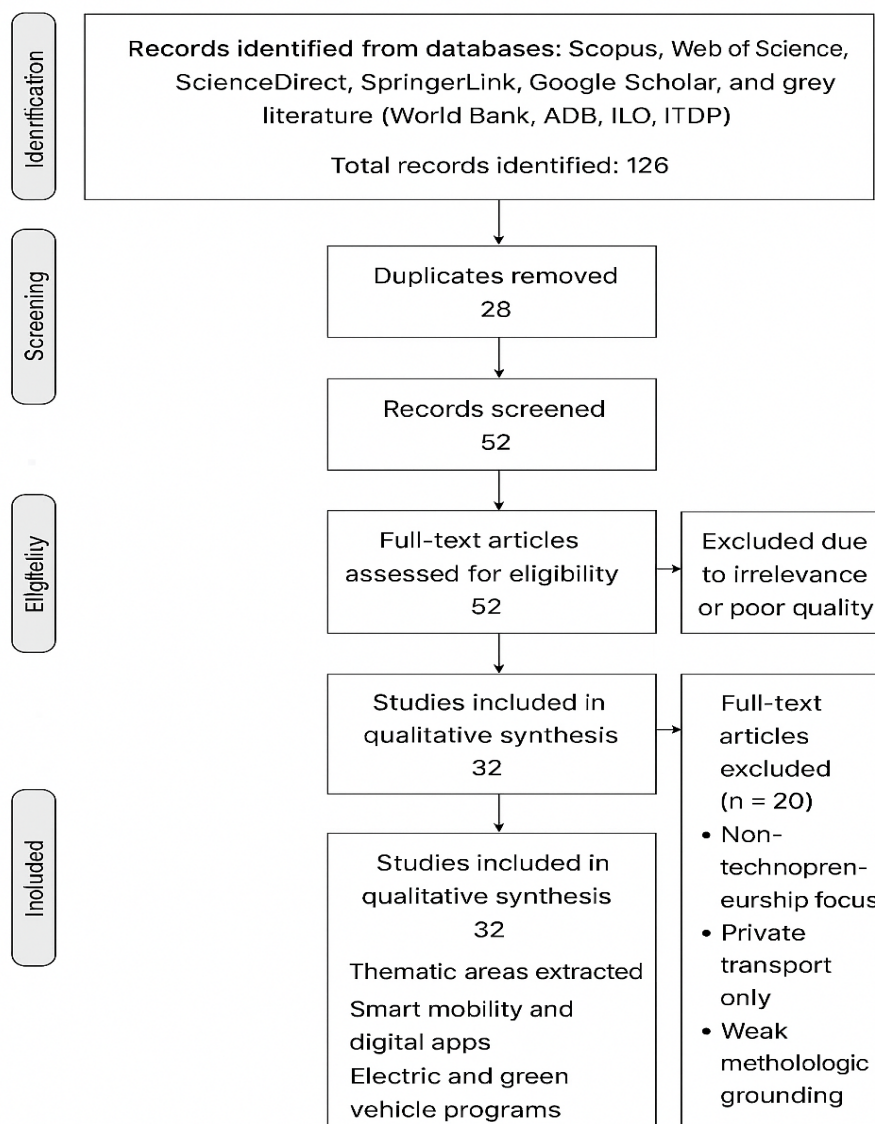 Idenrification
Records identified from databases: Scopus, Web of Science,
ScienceDirect, SpringerLink, Google Scholar, and grey
literature (World Bank, ADB, ILO, ITDP)
Total records identified: 126
Screening
Duplicates removed
28
Records screened
52
Full-text articles
assessed for eligibility
52
Excluded due
to irrelevance
or poor quality
Studies included in
qualitative synthesis
32
Full-text
articles
excluded
(n = 20)
• Non-
technopren-
eurship focus
• Private
transport
only
• Weak
metholologic
grounding
Inoluded
Studies included in
qualitative synthesis
32
Thematic areas extracted
Smart mobility and
digital apps
Electric and green
vehicle programs